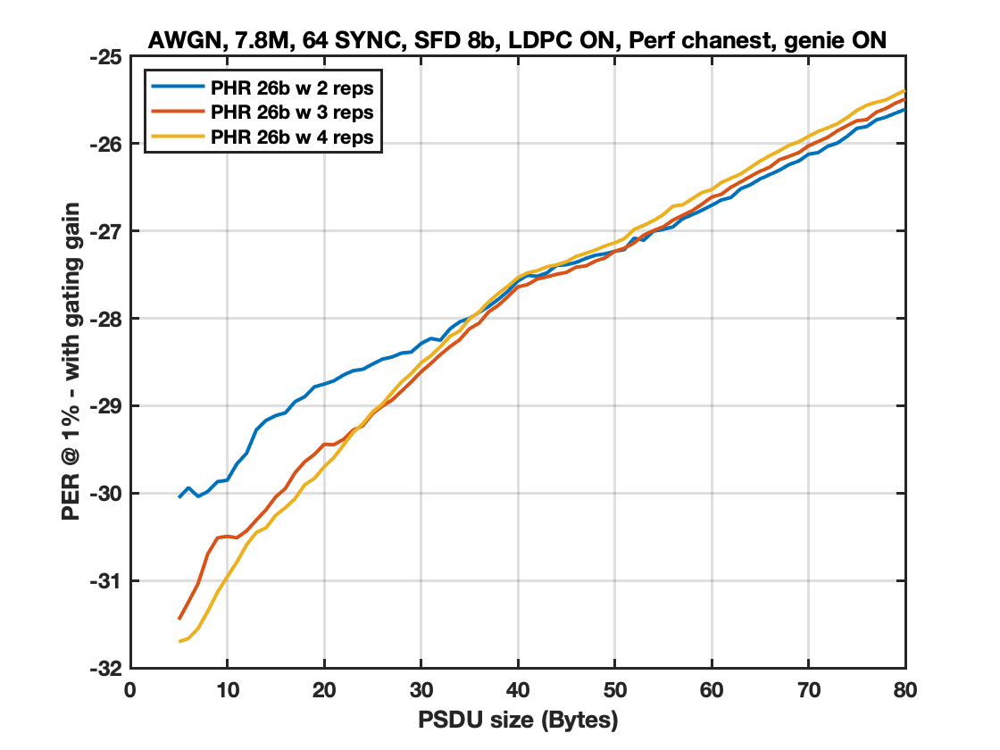 AWGN, 7.8M, 64 SYNC, SFD 8b, LDPC ON, Perf chanest, genie ON
PHR 26b w 2 reps
PHR 26b w 3 reps
PHR 26b w 4 reps
PER @ 1% - with gating gain
-25
-26
-27
-28
-29
-30
-31
-32
0 10 20 30 40 50 60 70 80
PSDU size (Bytes)